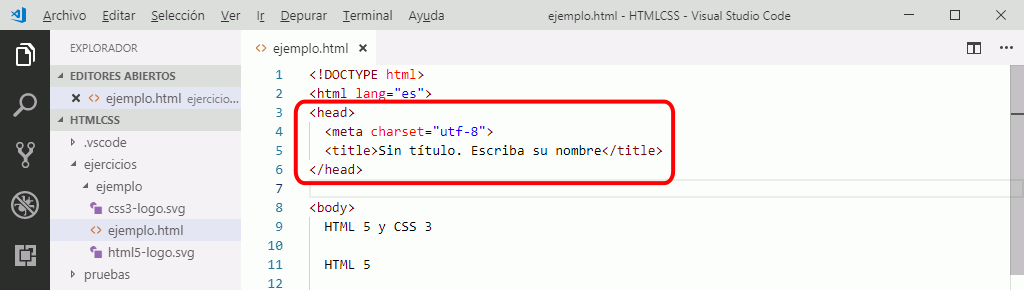 Archivo Editar Selección Ver Ir Depurar Terminal Ayuda ejemplo.html - HTMLCSS - Visual Studio Code
EXPLORADOR
EDITORES ABIERTOS
ejemplo.html ejercicio...
HTMLCSS
.vscode
ejercicios
ejemplo
css3-logo.svg
ejemplo.html
html5-logo.svg
pruebas
ejemplo.html
1 <!DOCTYPE html>
2 <html lang="es">
3 <head>
4 <meta charset="utf-8">
5 <title>Sin título. Escriba su nombre</title>
6 </head>
7
8 <body>
9 HTML 5 y CSS 3
10
11 HTML 5
12